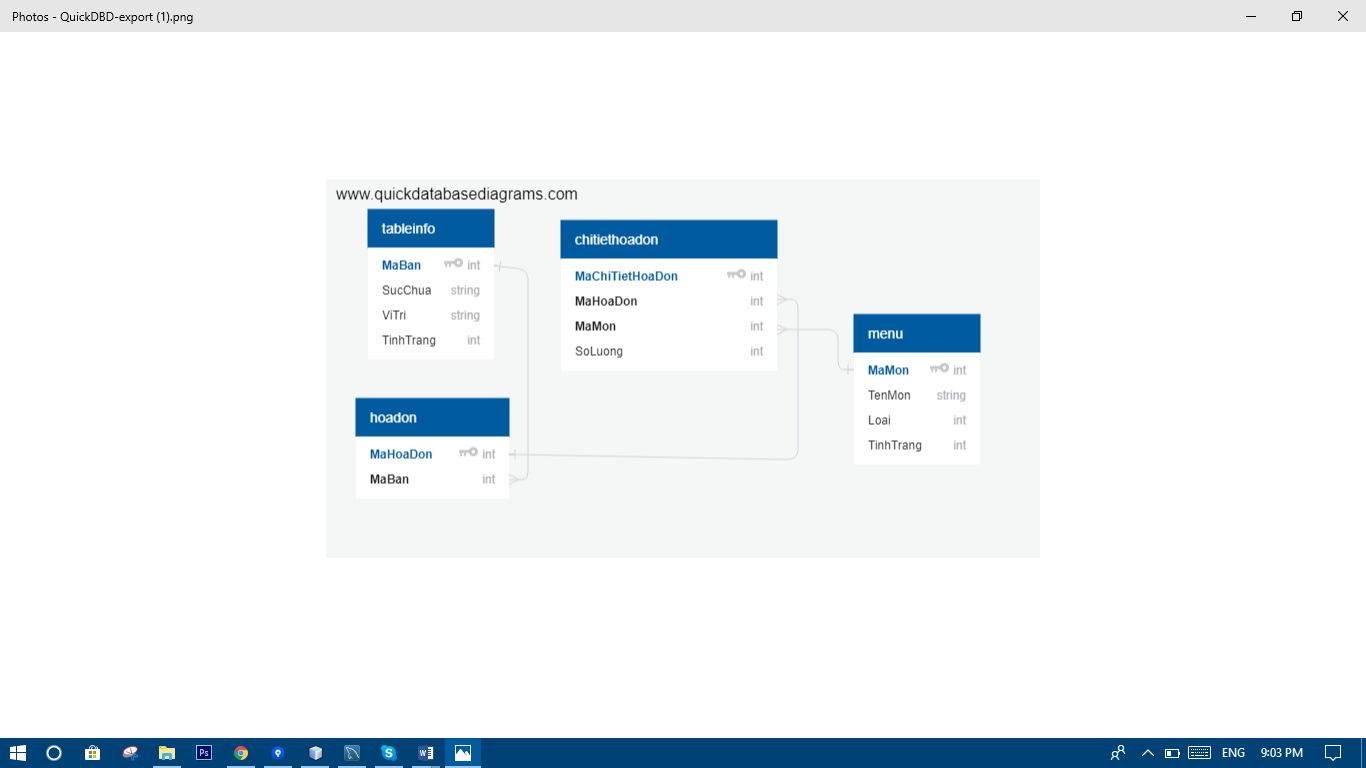 Photos - QuickDBD-export (1).png
www.quickdatabasediagrams.com
tableinfo
MaBan int
SucChua string
ViTri string
TinhTrang int
chitiethoadon
MaChiTietHoaDon int
MaHoaDon int
MaMon int
SoLuong int
menu
MaMon int
TenMon string
Loai int
TinhTrang int
hoadon
MaHoaDon int
MaBan int
Ps
W
ENG 9:03 PM